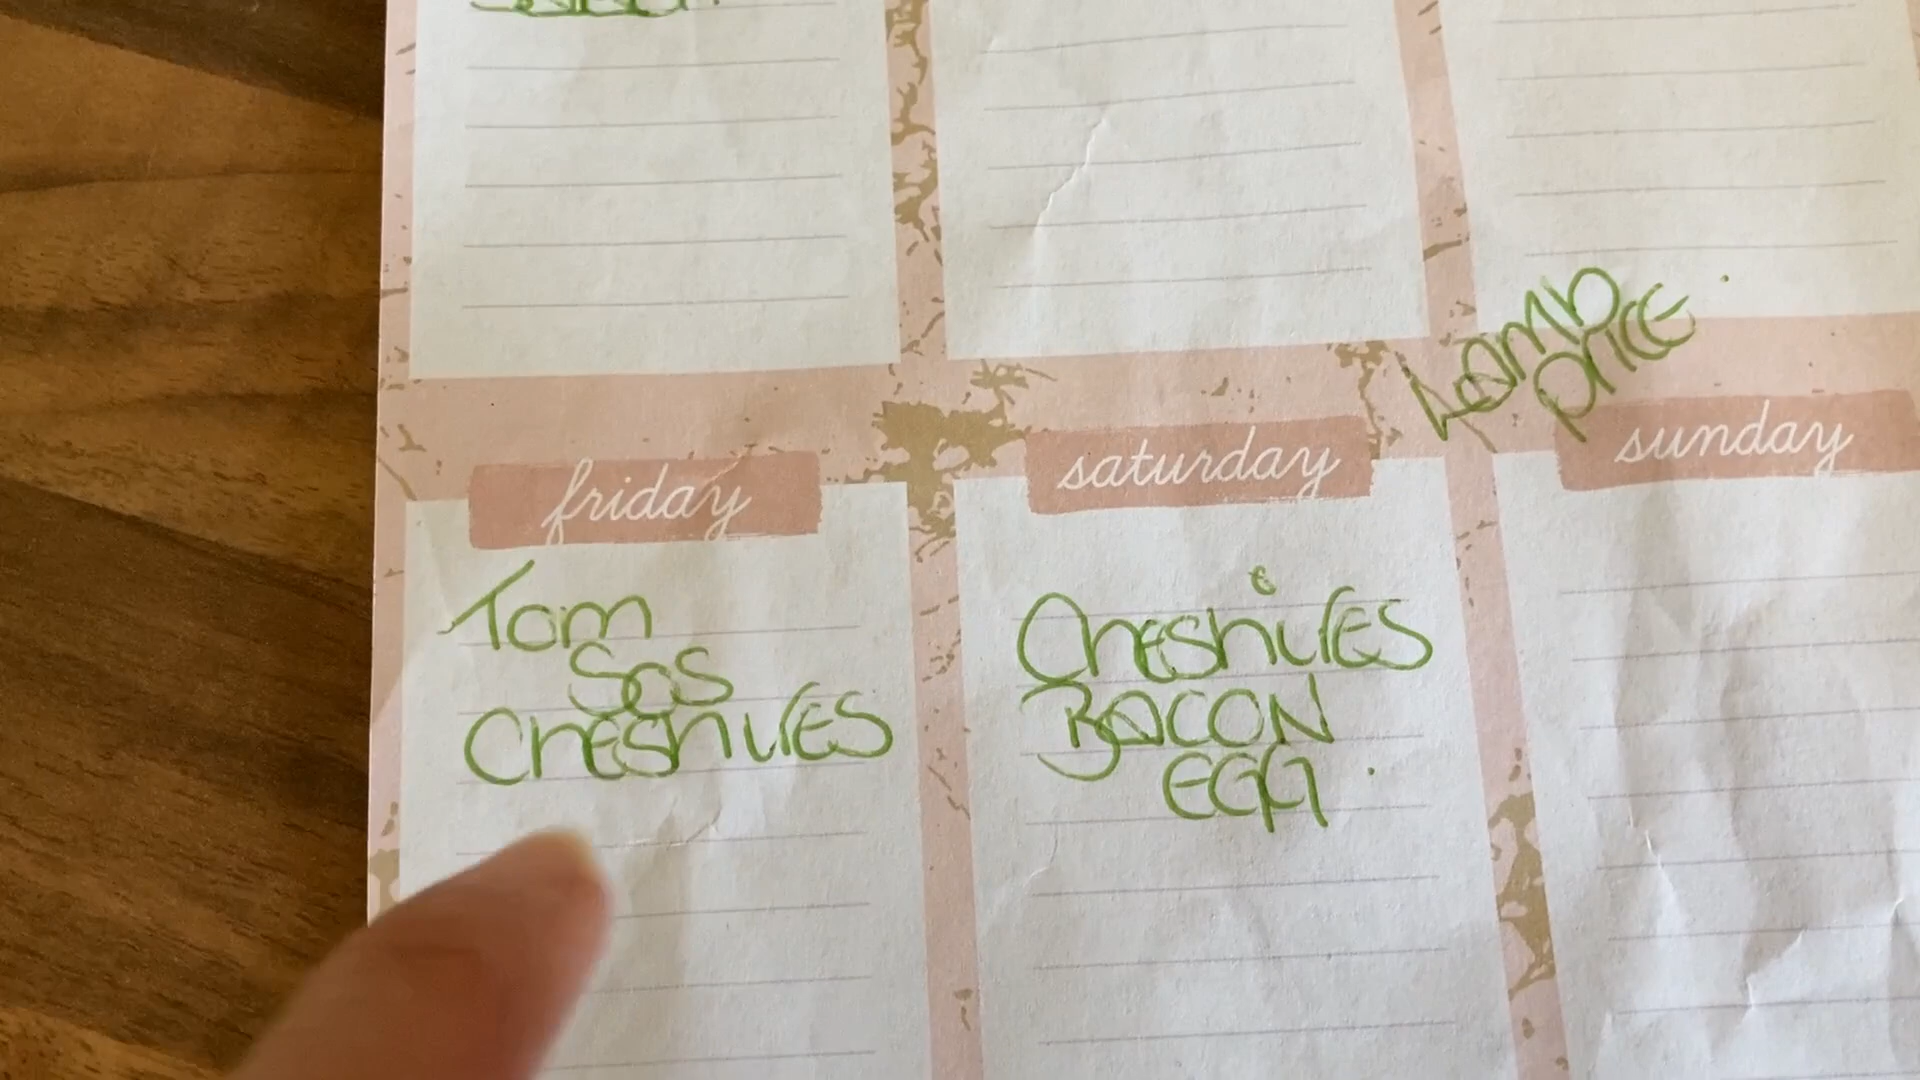 Lamb
price
friday
saturday
sunday
Tom
Sos
Cheshires
Cheshires
Bacon
EGG